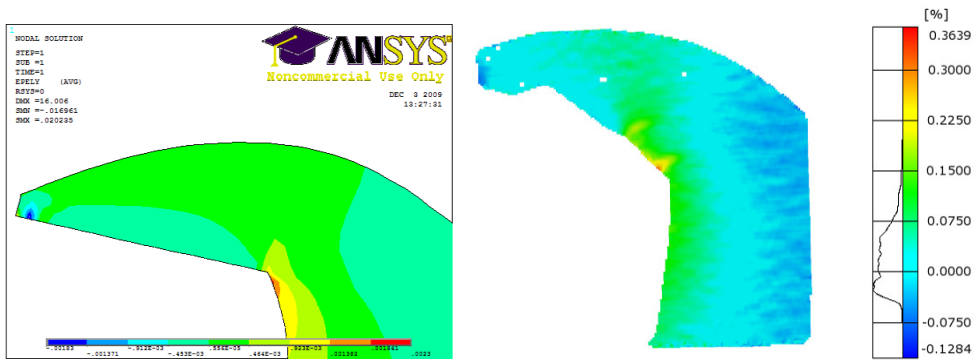 1
NODAL SOLUTION
STEP=1
SUB =1
TIME=1
EPELY (AVG)
RSYS=0
DMX =16.006
SMN =-.016961
SMX =.020235
ANSYS
Noncommercial Use Only
DEC 3 2009
13:27:31
-.00183 -.912E-03 .556E-05 .923E-03 .001841
-.001371 -.453E-03 .464E-03 .001382 .0023
[%]
0.3639
0.3000
0.2250
0.1500
0.0750
0.0000
-0.0750
-0.1284